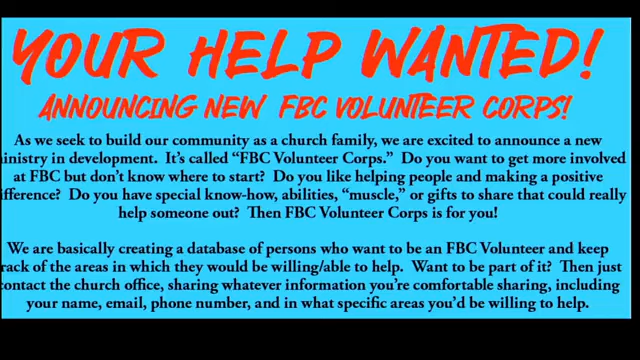 YOUR HELP WANTED!
ANNOUNCING NEW FBC VOLUNTEER CORPS!
As we seek to build our community as a church family, we are excited to announce a new
inistry in development. It's called "FBC Volunteer Corps." Do you want to get more involved
at FBC but don't know where to start? Do you like helping people and making a positive
ifference? Do you have special know-how, abilities, "muscle," or gifts to share that could really
help someone out? Then FBC Volunteer Corps is for you!
We are basically creating a database of persons who want to be an FBC Volunteer and keep
rack of the areas in which they would be willing/able to help. Want to be part of it? Then just
contact the church office, sharing whatever information you're comfortable sharing, including
your name, email, phone number, and in what specific areas you'd be willing to help.